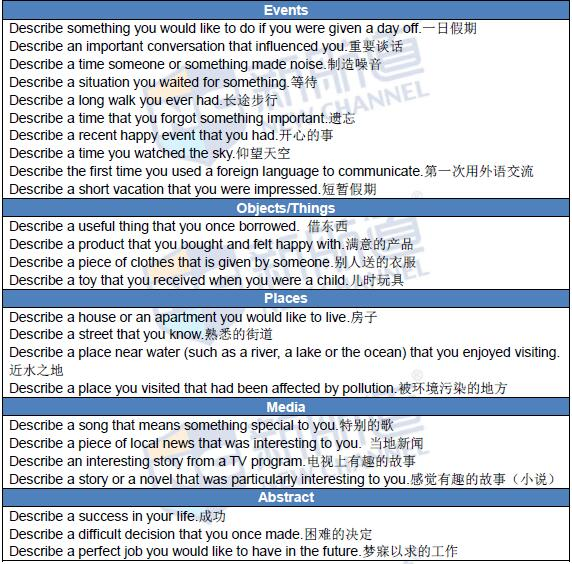 Events
Describe something you would like to do if you were given a day off.一日假期
Describe an important conversation that influenced you.重要谈话
Describe a time someone or something made noise.制造噪音
Describe a situation you waited for something.等待
Describe a long walk you ever had.长途步行
Describe a time that you forgot something important.遗忘
Describe a recent happy event that you had.开心的事
Describe a time you watched the sky.仰望天空
Describe the first time you used a foreign language to communicate.第一次用外语交流
Describe a short vacation that you were impressed.短暂假期
Objects/Things
Describe a useful thing that you once borrowed. 借东西
Describe a product that you bought and felt happy with.满意的产品
Describe a piece of clothes that is given by someone.别人送的衣服
Describe a toy that you received when you were a child.儿时玩具
Places
Describe a house or an apartment you would like to live.房子
Describe a street that you know.熟悉的街道
Describe a place near water (such as a river, a lake or the ocean) that you enjoyed visiting.
近水之地
Describe a place you visited that had been affected by pollution.被环境污染的地方
Media
Describe a song that means something special to you.特别的歌
Describe a piece of local news that was interesting to you. 当地新闻
Describe an interesting story from a TV program.电视上有趣的故事
Describe a story or a novel that was particularly interesting to you.感觉有趣的故事（小说）
Abstract
Describe a success in your life.成功
Describe a difficult decision that you once made.困难的决定
Describe a perfect job you would like to have in the future.梦寐以求的工作
新航道
NEW CHANNEL
新航道
NEW CHANNEL
新航道
NEW CHANNEL